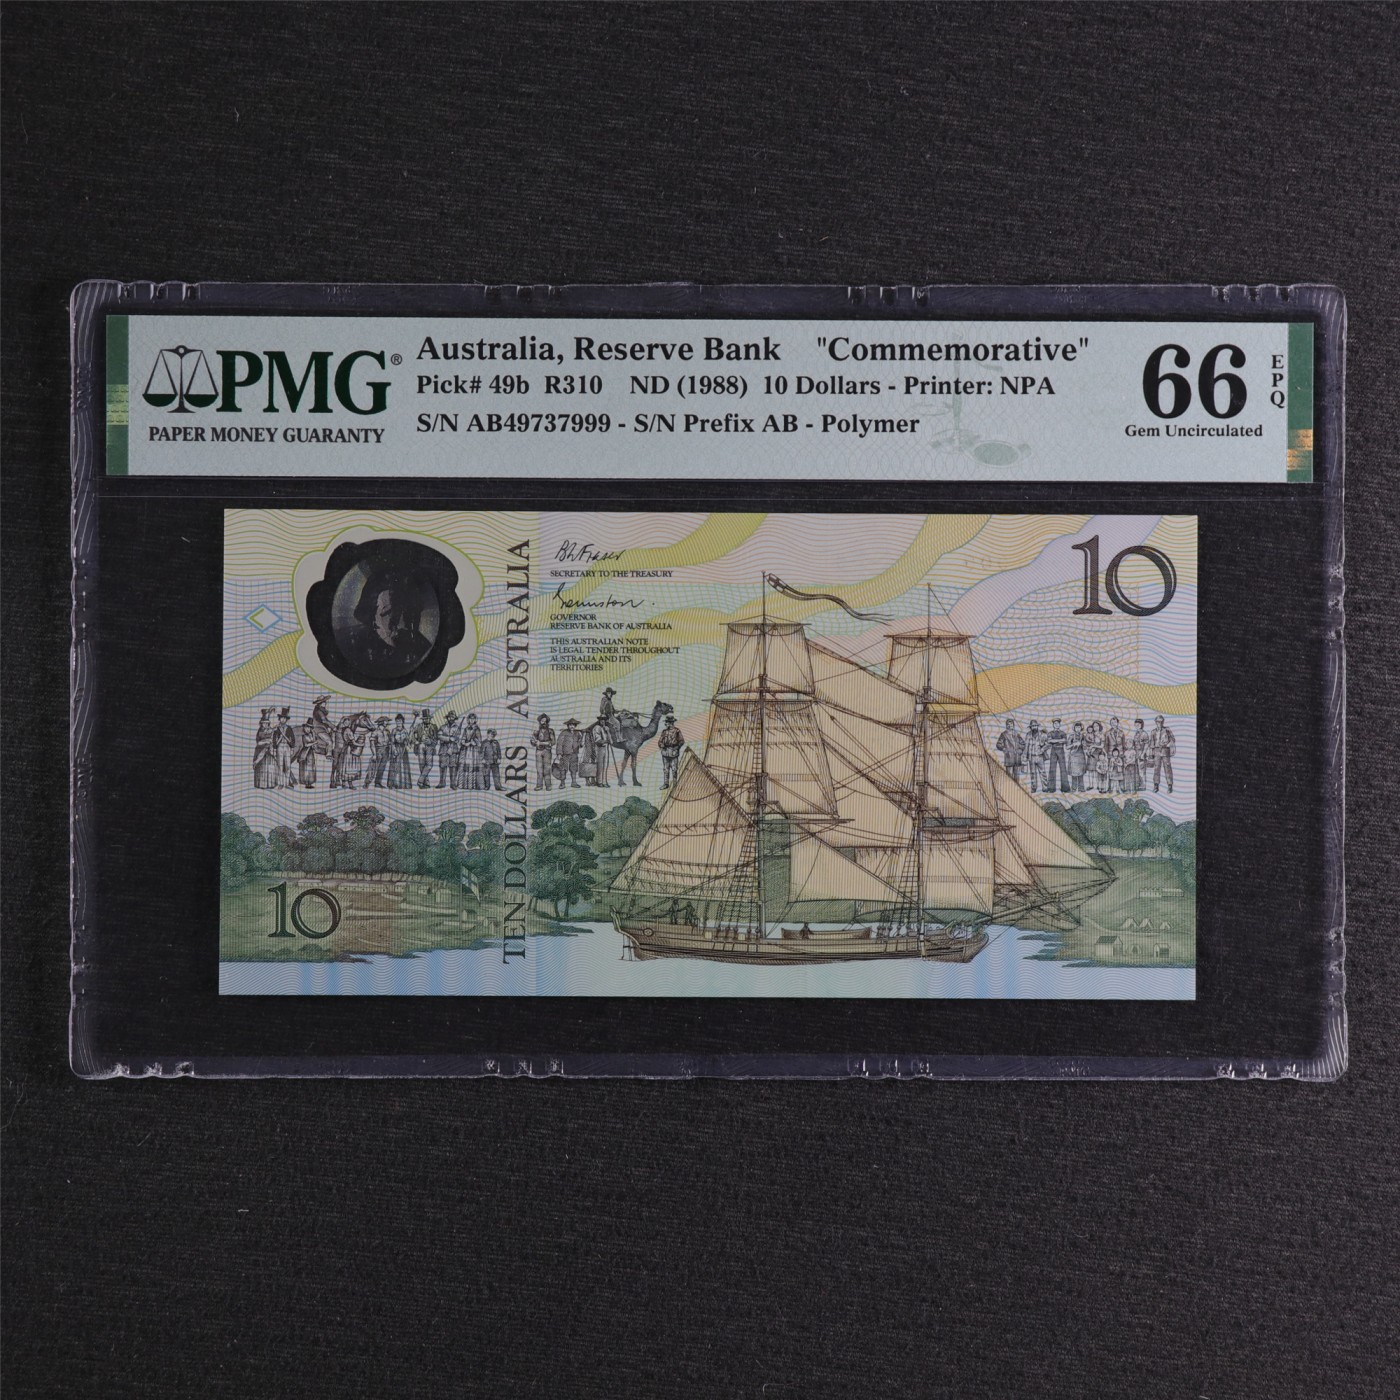 PMG®
PAPER MONEY GUARANTY
Australia, Reserve Bank "Commemorative"
Pick# 49b R310 ND (1988) 10 Dollars - Printer: NPA
S/N AB49737999 - S/N Prefix AB - Polymer
66
EPQ
Gem Uncirculated
TEN DOLLARS AUSTRALIA
SECRETARY TO THE TREASURY
GOVERNOR
RESERVE BANK OF AUSTRALIA
THIS AUSTRALIAN NOTE
IS LEGAL TENDER THROUGHOUT
AUSTRALIA AND ITS
TERRITORIES
10
10